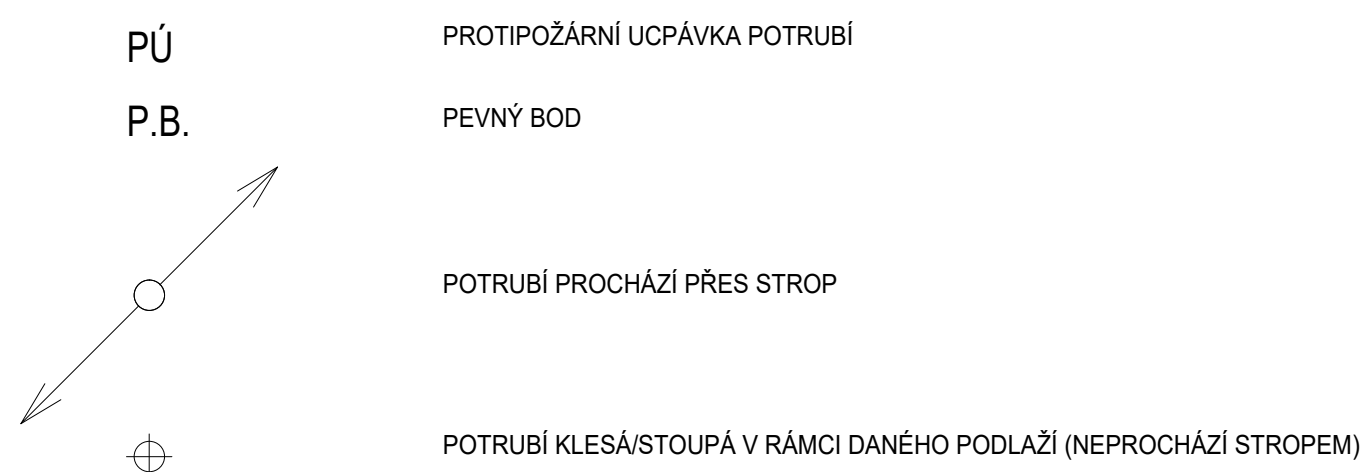 PÚ PROTIPOŽÁRNÍ UCPÁVKA POTRUBÍ
P.B. PEVNÝ BOD
POTRUBÍ PROCHÁZÍ PŘES STROP
POTRUBÍ KLESÁ/STOUPÁ V RÁMCI DANÉHO PODLAŽÍ (NEPROCHÁZÍ STROPEM)